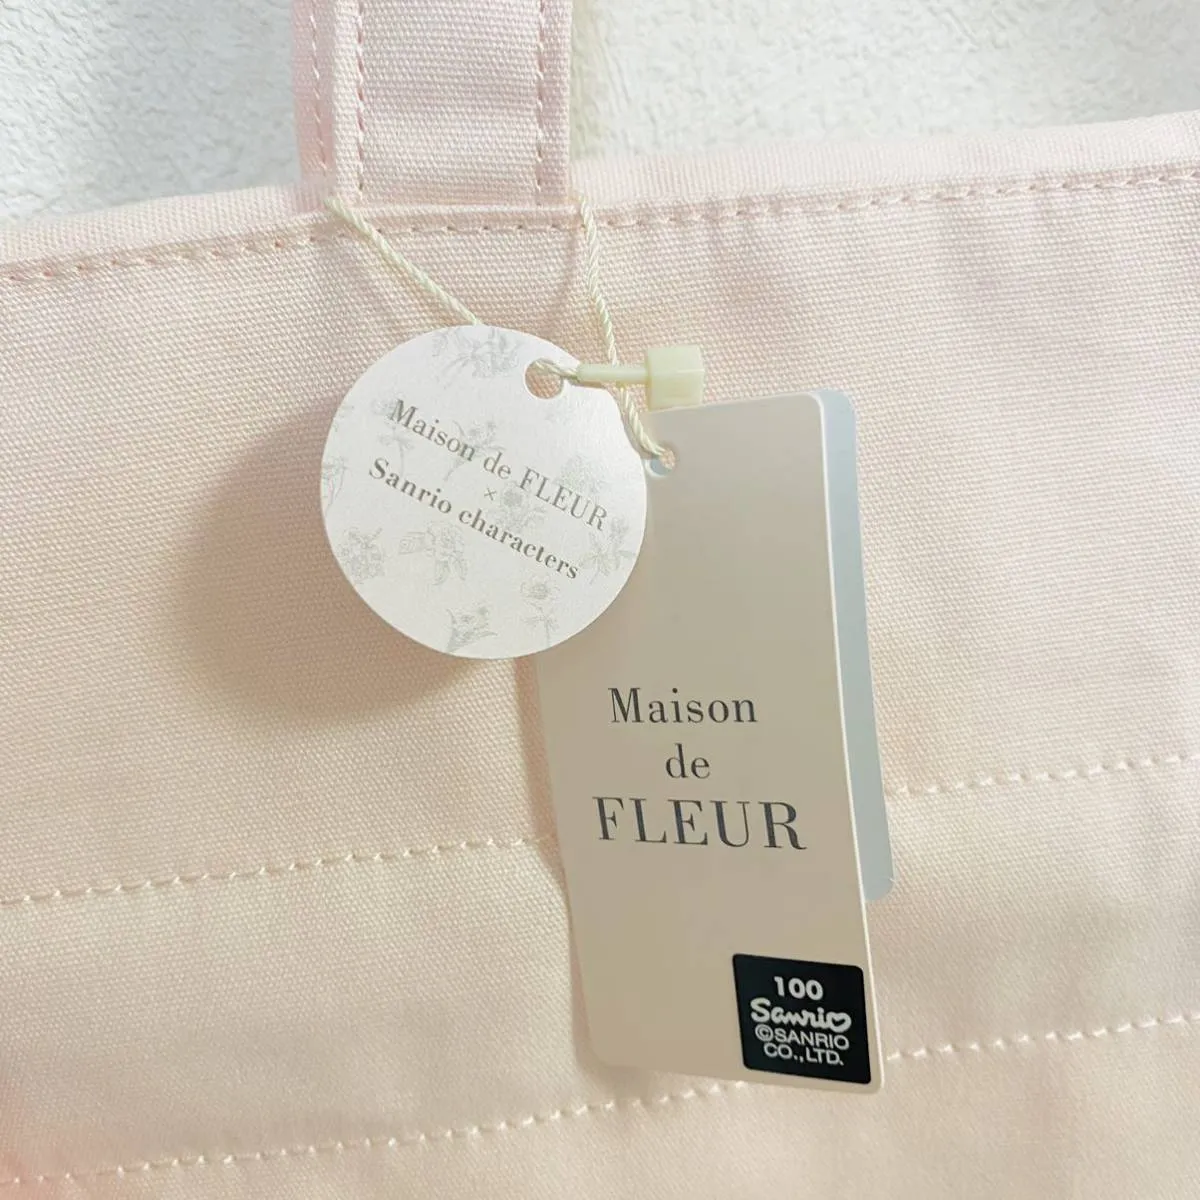 Maison de FLEUR
×
Sanrio characters
Maison
de
FLEUR
100
Sanrio
©SANRIO
CO.,LTD.